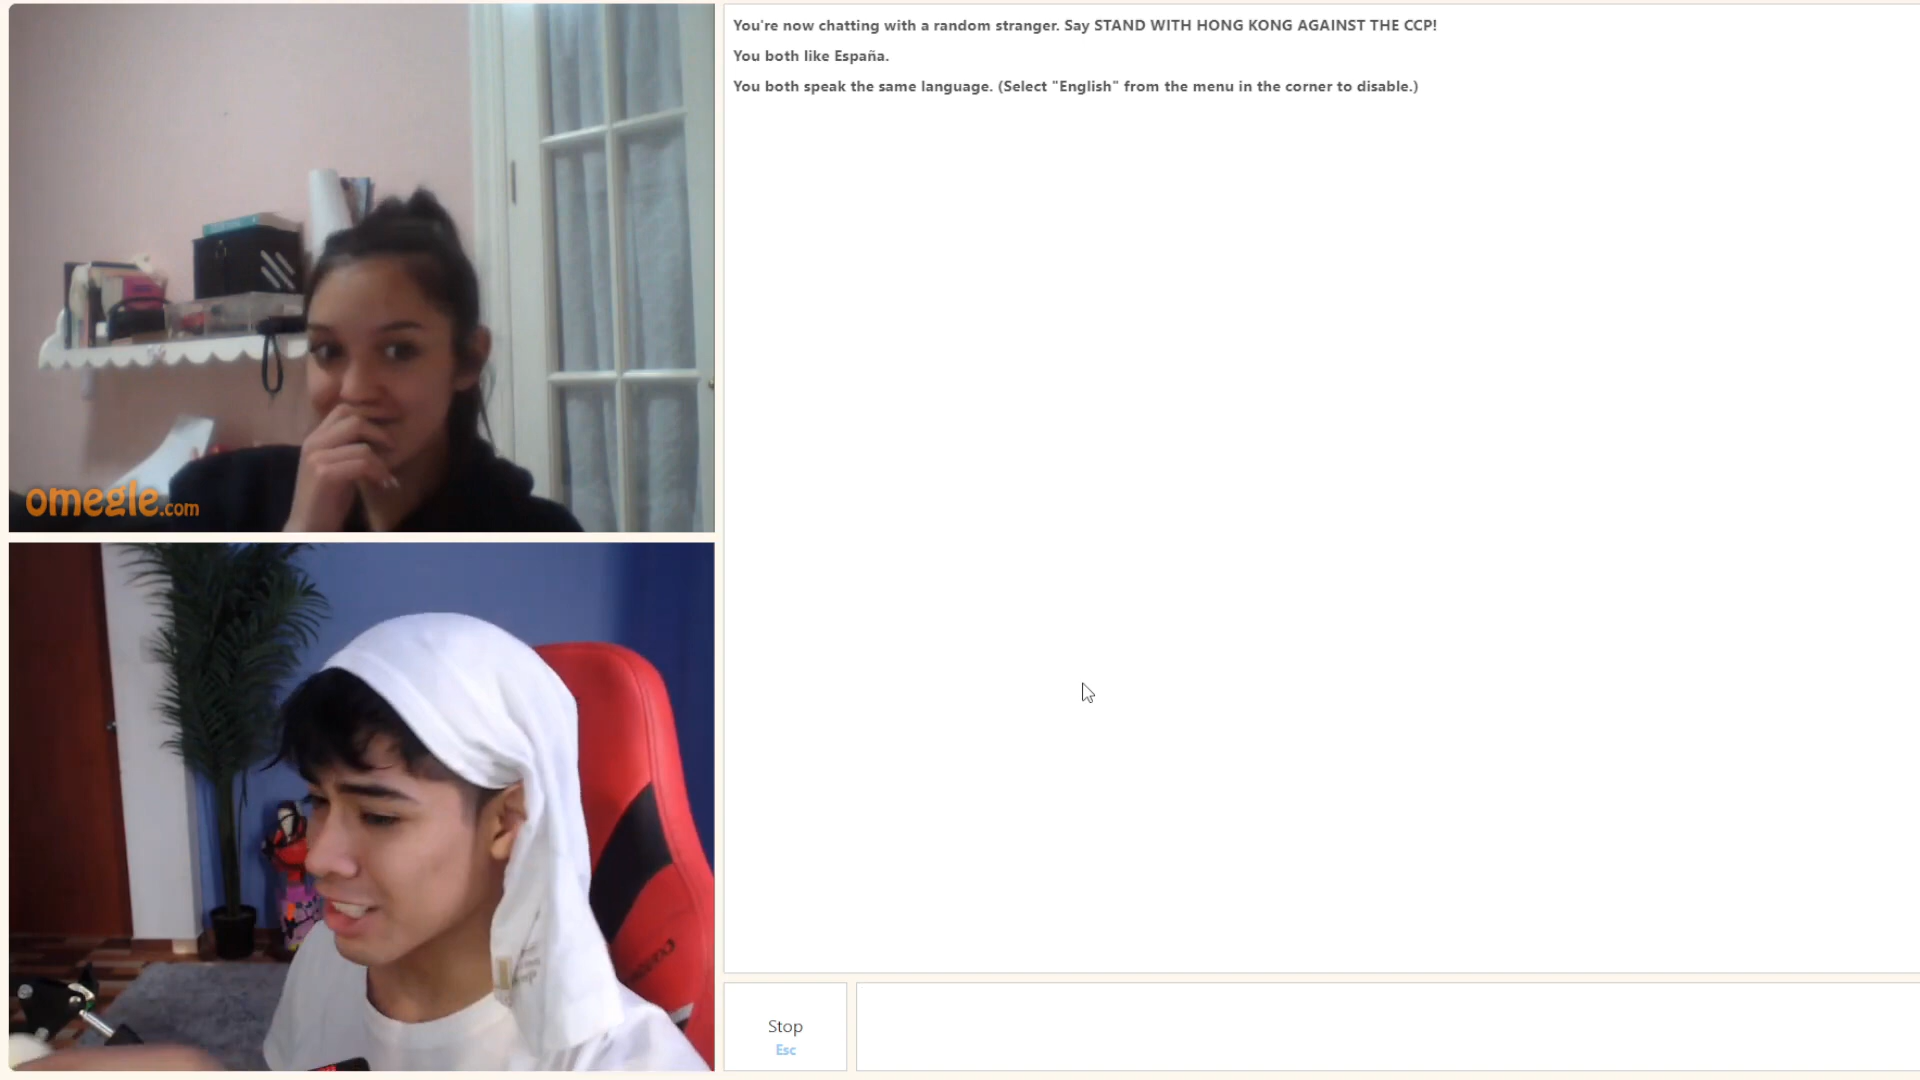 You're now chatting with a random stranger. Say STAND WITH HONG KONG AGAINST THE CCP!
You both like España.
You both speak the same language. (Select "English" from the menu in the corner to disable.)
omegle.com
Stop
Esc